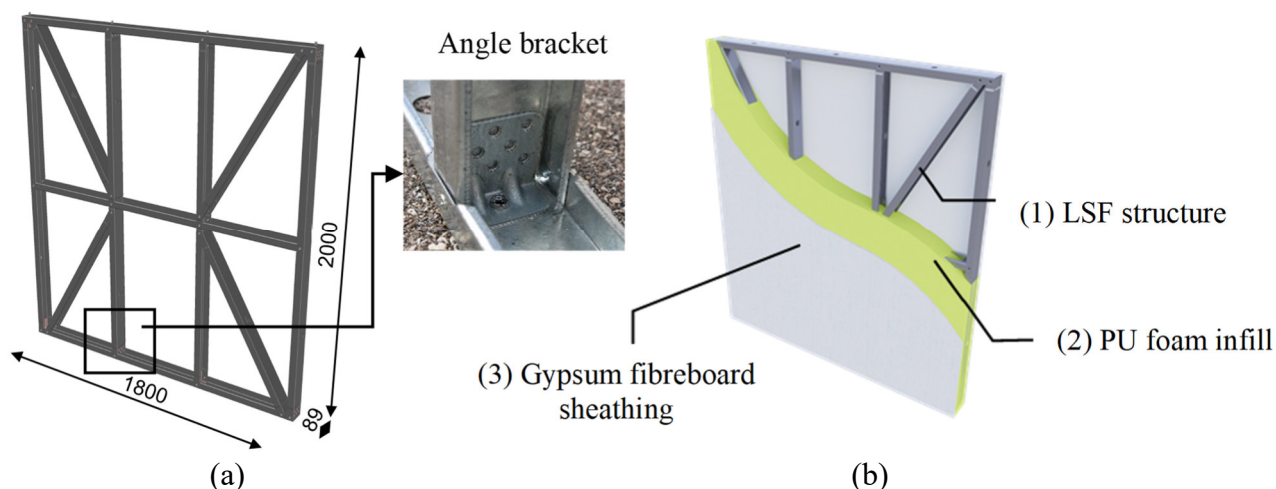 Angle bracket
2000
1800
89
(1) LSF structure
(2) PU foam infill
(3) Gypsum fibreboard
sheathing
(a)
(b)